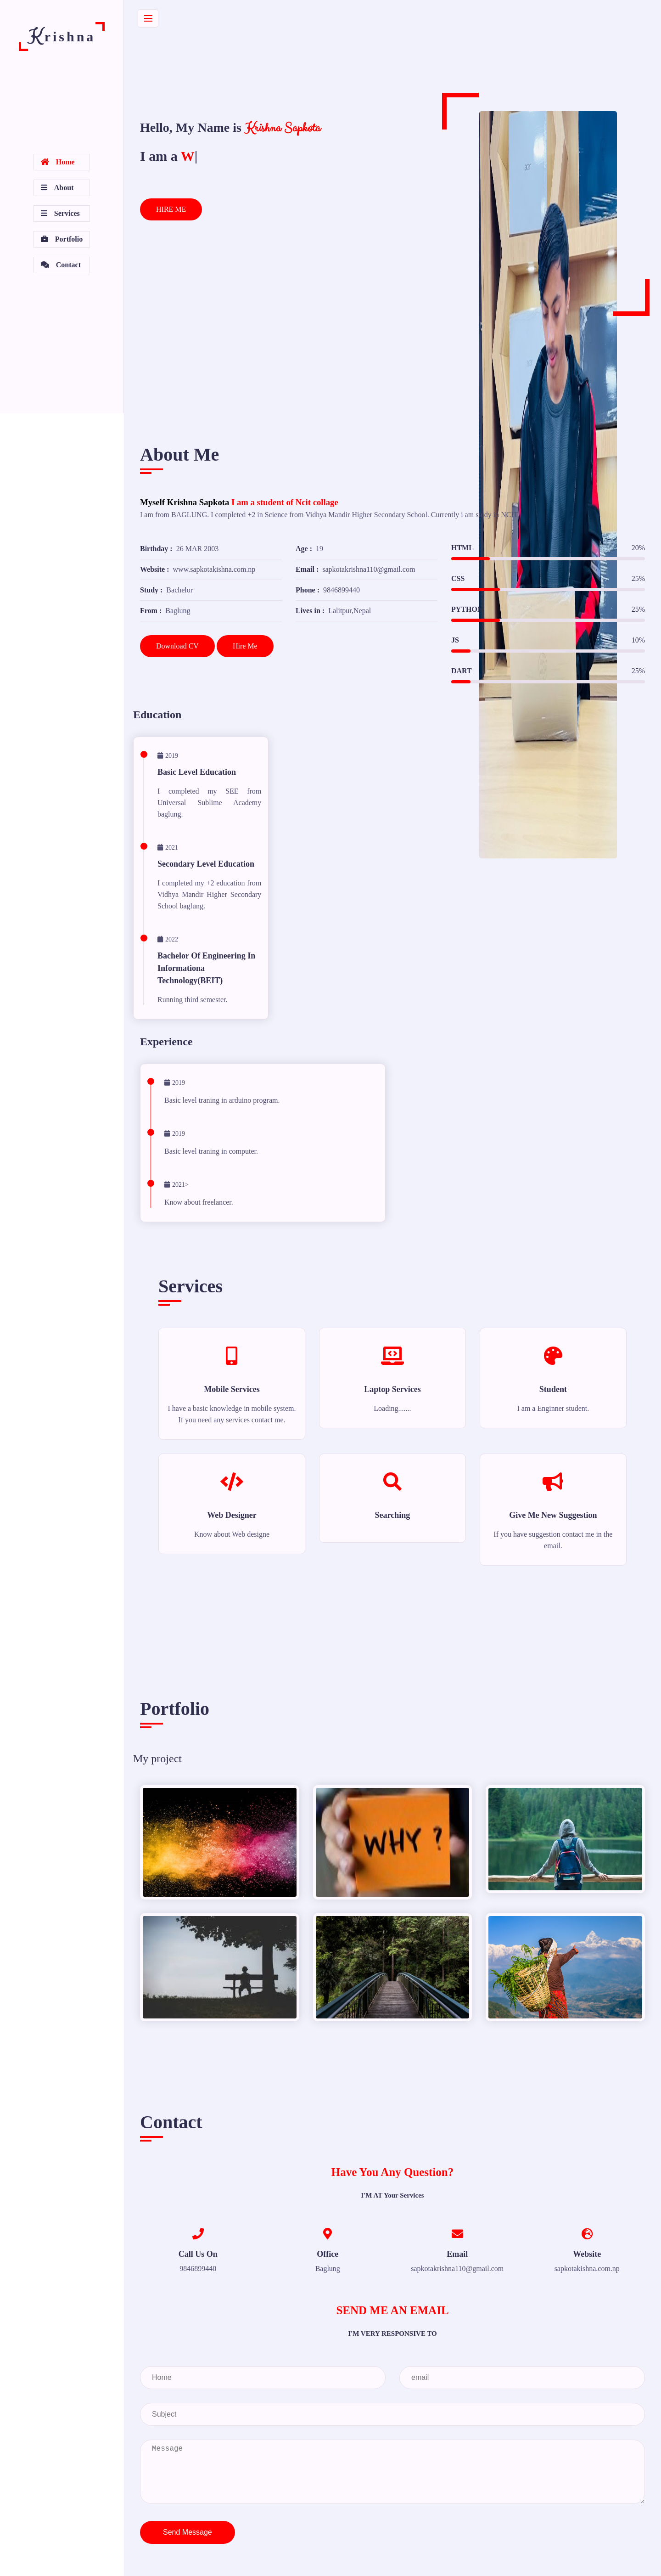 Krishna
Home
About
Services
Portfolio
Contact
Hello, My Name is Krishna Sapkota
I am a W|
HIRE ME
About Me
Myself Krishna Sapkota I am a student of Ncit collage
I am from BAGLUNG. I completed +2 in Science from Vidhya Mandir Higher Secondary School. Currently i am study in NCIT
Birthday : 26 MAR 2003
Age : 19
Website : www.sapkotakishna.com.np
Email : sapkotakrishna110@gmail.com
Study : Bachelor
Phone : 9846899440
From : Baglung
Lives in : Lalitpur,Nepal
Download CV
Hire Me
HTML 20%
CSS 25%
PYTHON 25%
JS 10%
DART 25%
Education
2019
Basic Level Education
I completed my SEE from
Universal Sublime Academy
baglung.
2021
Secondary Level Education
I completed my +2 education from
Vidhya Mandir Higher Secondary
School baglung.
2022
Bachelor Of Engineering In
Informationa
Technology(BEIT)
Running third semester.
Experience
2019
Basic level traning in arduino program.
2019
Basic level traning in computer.
2021>
Know about freelancer.
Services
Mobile Services
I have a basic knowledge in mobile system.
If you need any services contact me.
Laptop Services
Loading.......
Student
I am a Enginner student.
Web Designer
Know about Web designe
Searching
Give Me New Suggestion
If you have suggestion contact me in the
email.
Portfolio
My project
WHY ?
Contact
Have You Any Question?
I'M AT Your Services
Call Us On
9846899440
Office
Baglung
Email
sapkotakrishna110@gmail.com
Website
sapkotakishna.com.np
SEND ME AN EMAIL
I'M VERY RESPONSIVE TO
Home
email
Subject
Message
Send Message